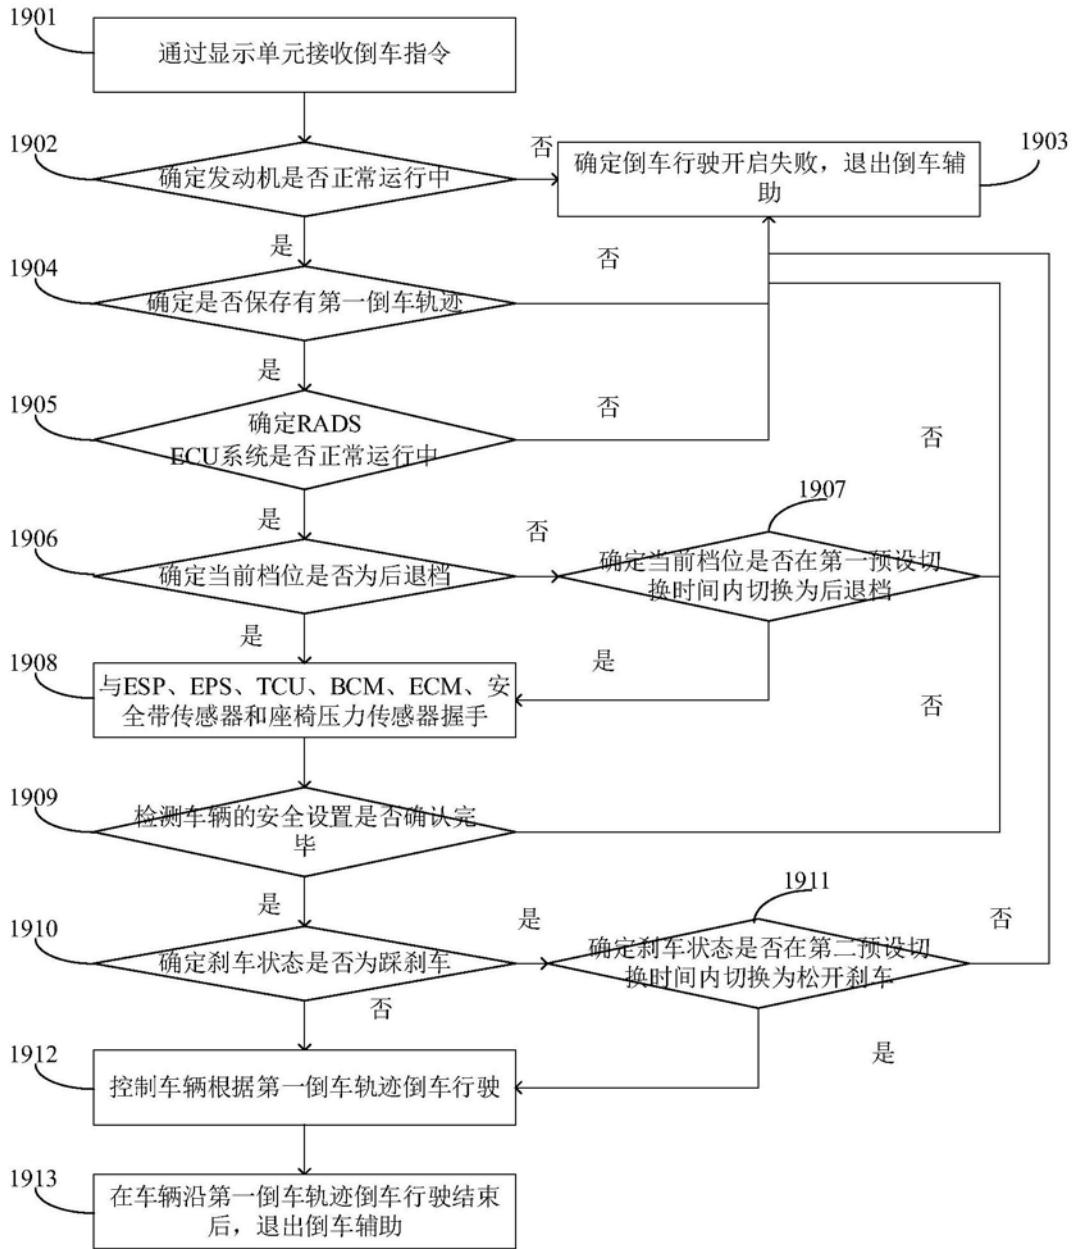 1901
通过显示单元接收倒车指令
1902
确定发动机是否正常运行中
否
确定倒车行驶开启失败，退出倒车辅
助
1903
是
1904
确定是否保存有第一倒车轨迹
否
是
1905
确定RADS
ECU系统是否正常运行中
否
否
是
1906
确定当前档位是否为后退档
否
1907
确定当前档位是否在第一预设切
换时间内切换为后退档
是
是
1908
与ESP、EPS、TCU、BCM、ECM、安
全带传感器和座椅压力传感器握手
否
1909
检测车辆的安全设置是否确认完
毕
是
1910
确定刹车状态是否为踩刹车
是
1911
确定刹车状态是否在第二预设切
换时间内切换为松开刹车
否
否
是
1912
控制车辆根据第一倒车轨迹倒车行驶
1913
在车辆沿第一倒车轨迹倒车行驶结束
后，退出倒车辅助